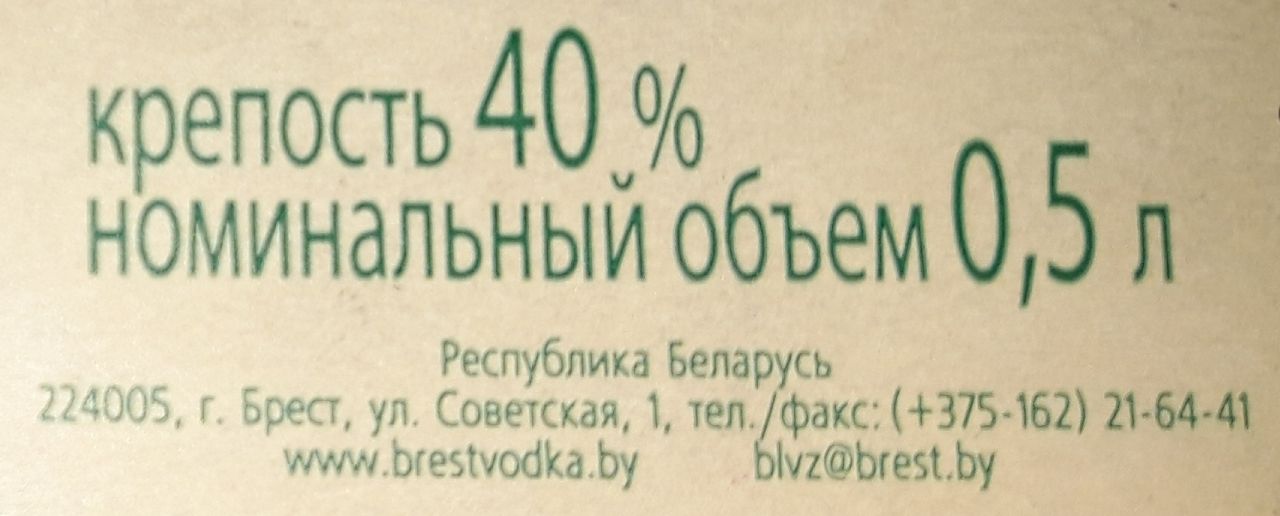 крепость 40 %
номинальный объем 0,5 л
Республика Беларусь
224005, г. Брест, ул. Советская, 1, тел./факс: (+375-162) 21-64-41
www.brestvodka.by blvz@brest.by